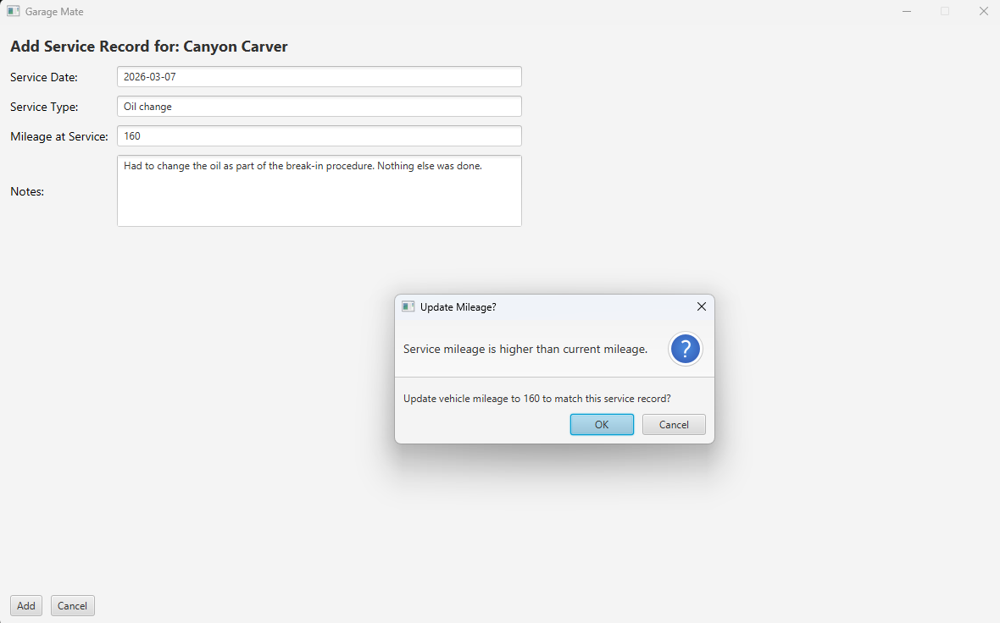 Garage Mate
Add Service Record for: Canyon Carver
Service Date:
2026-03-07
Service Type:
Oil change
Mileage at Service:
160
Notes:
Had to change the oil as part of the break-in procedure. Nothing else was done.
Update Mileage?
Service mileage is higher than current mileage.
?
Update vehicle mileage to 160 to match this service record?
OK
Cancel
Add
Cancel